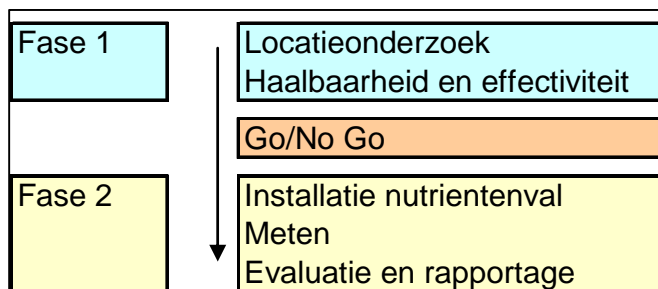 Fase 1
Locatieonderzoek
Haalbaarheid en effectiviteit
Go/No Go
Fase 2
Installatie nutrientenval
Meten
Evaluatie en rapportage